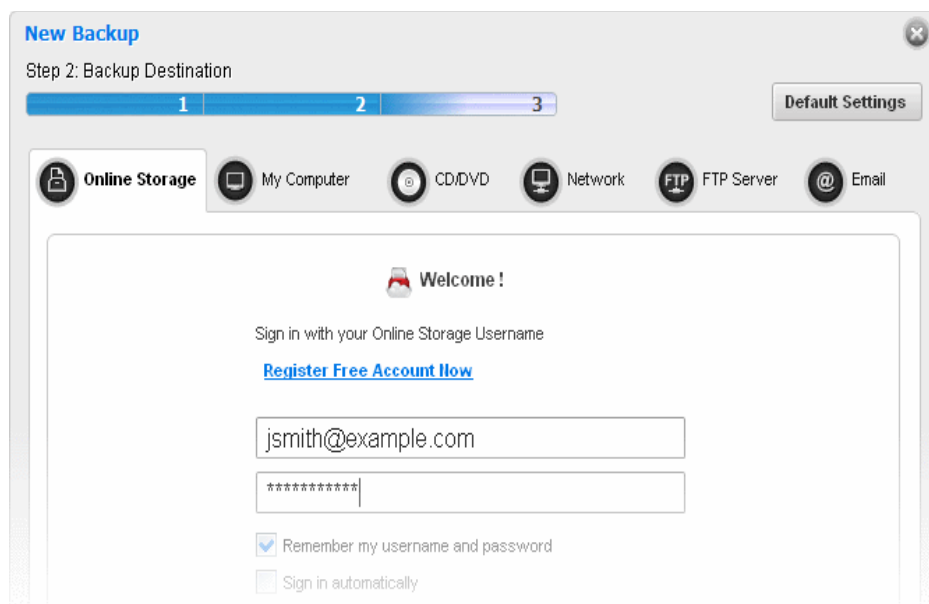 New Backup
Step 2: Backup Destination
1 2 3
Default Settings
Online Storage My Computer CD/DVD Network FTP FTP Server @ Email
Welcome !
Sign in with your Online Storage Username
Register Free Account Now
jsmith@example.com
***********
Remember my username and password
Sign in automatically